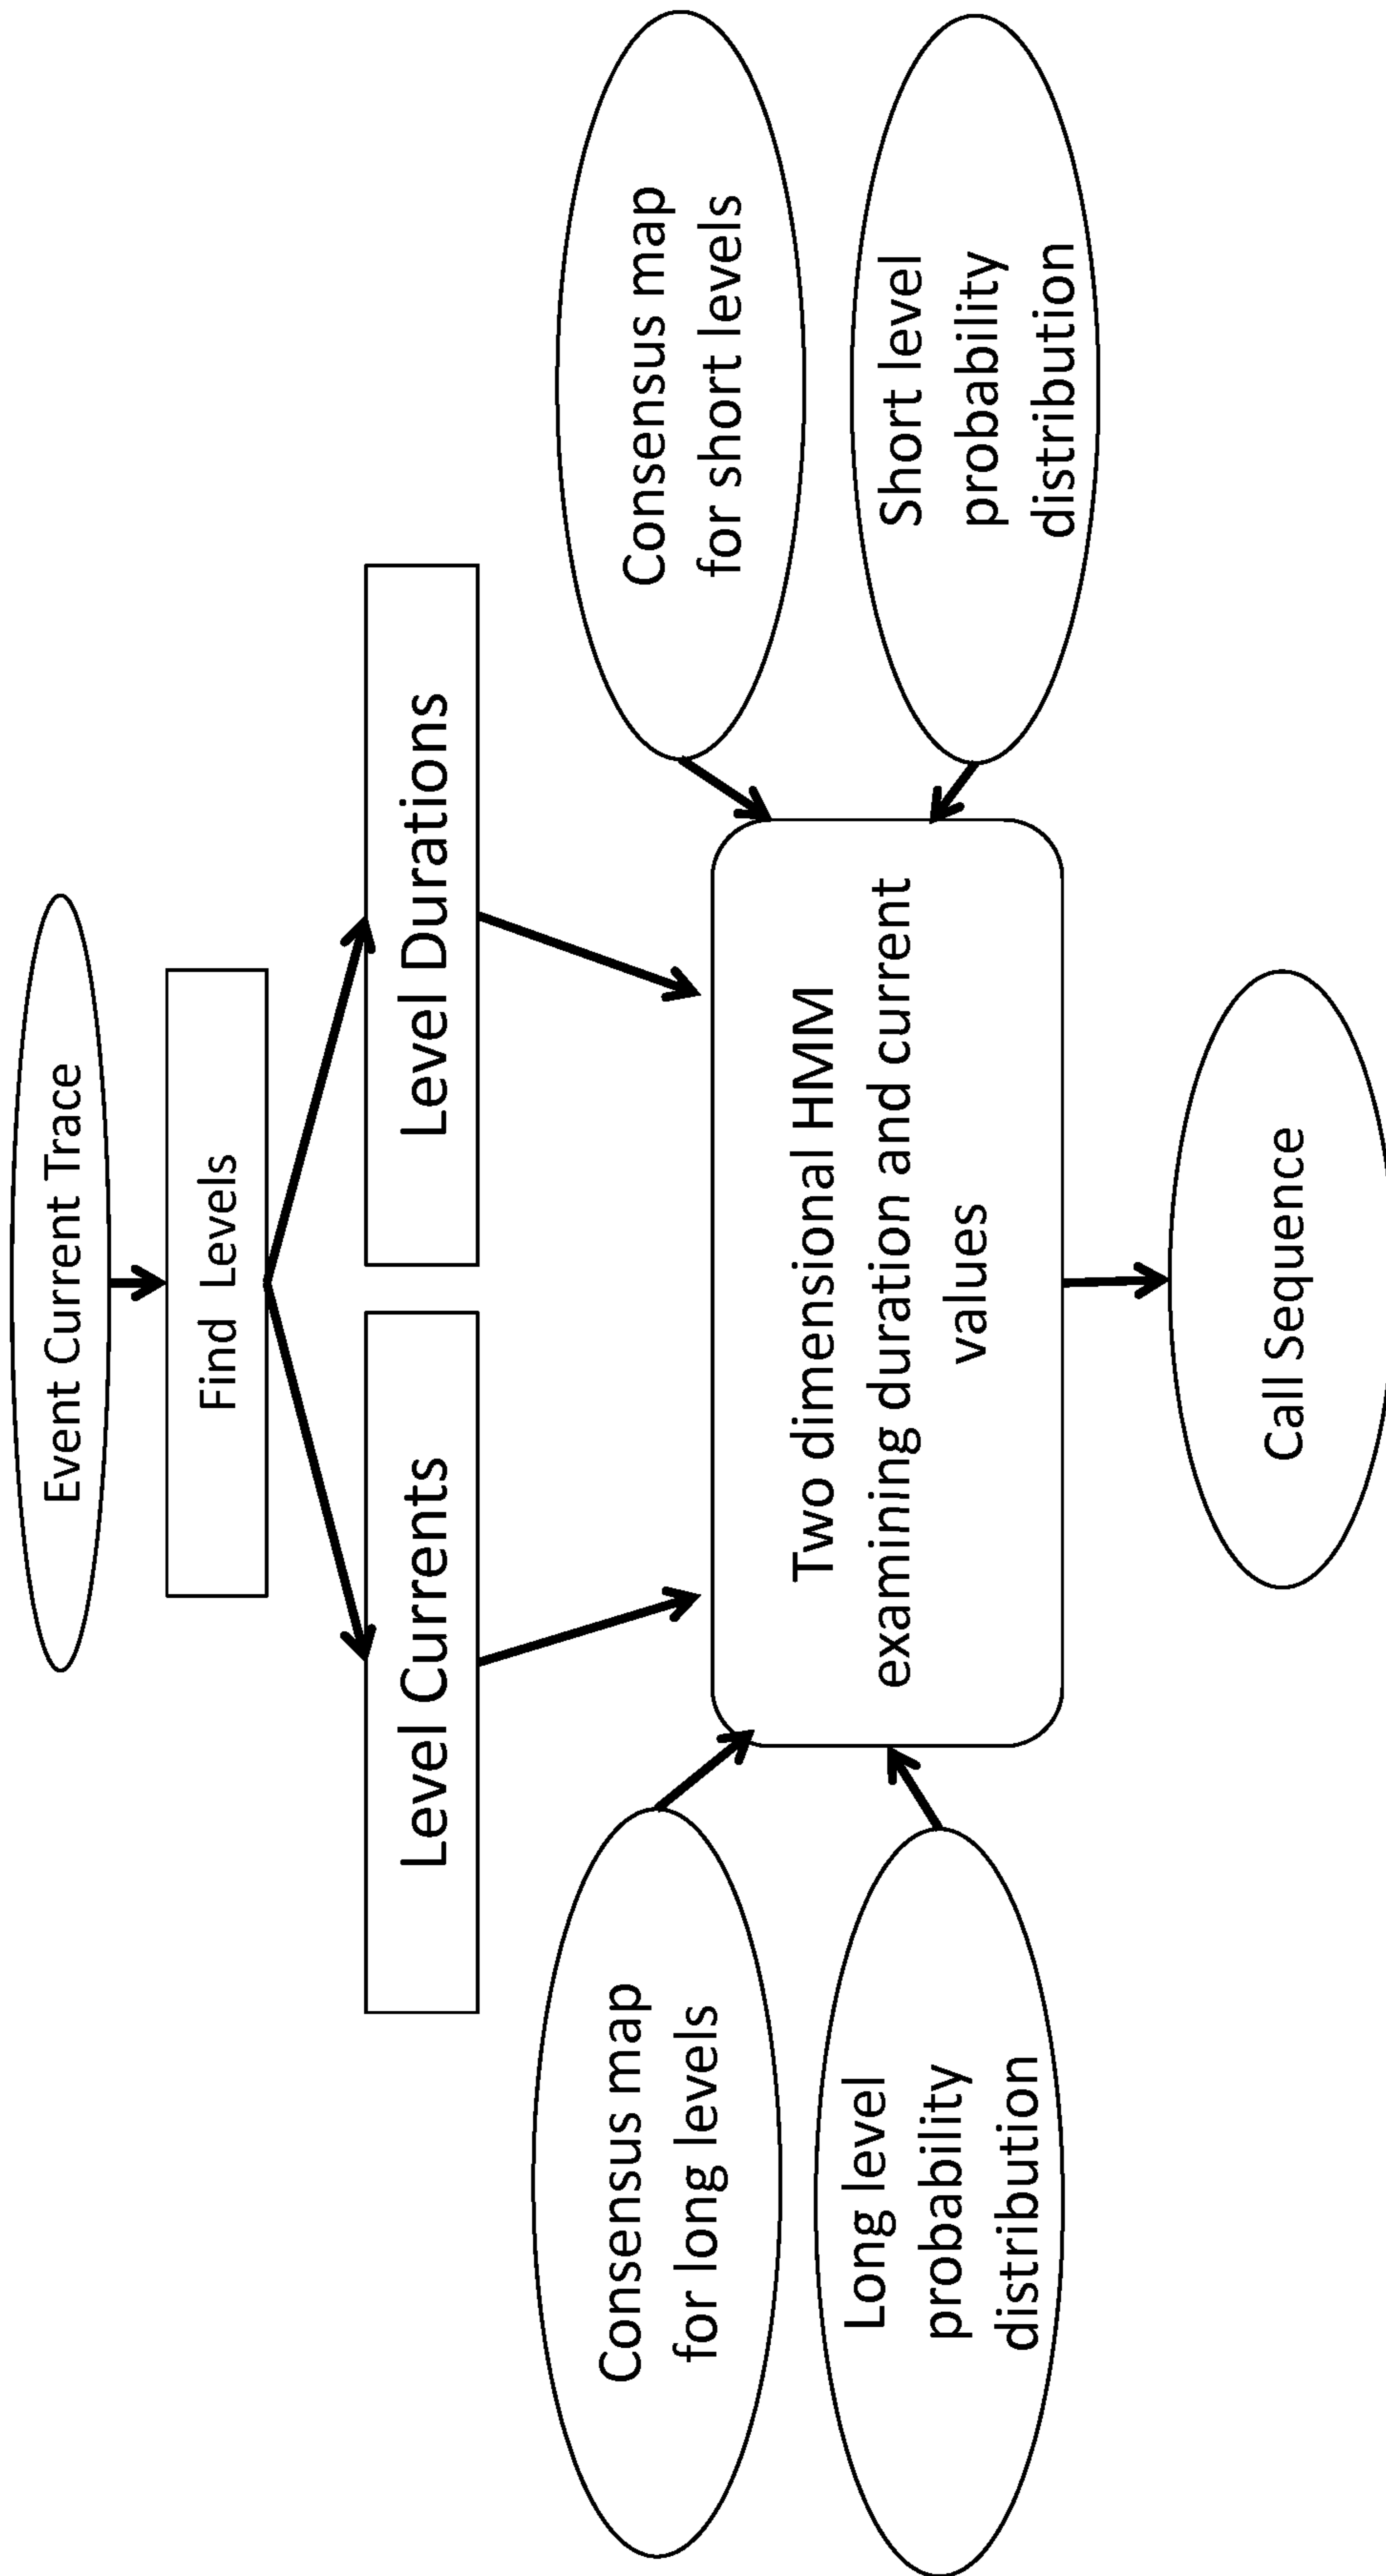 Event Current Trace
Find Levels
Level Currents
Level Durations
Consensus map
for long levels
Consensus map
for short levels
Two dimensional HMM
examining duration and current
values
Long level
probability
distribution
Short level
probability
distribution
Call Sequence